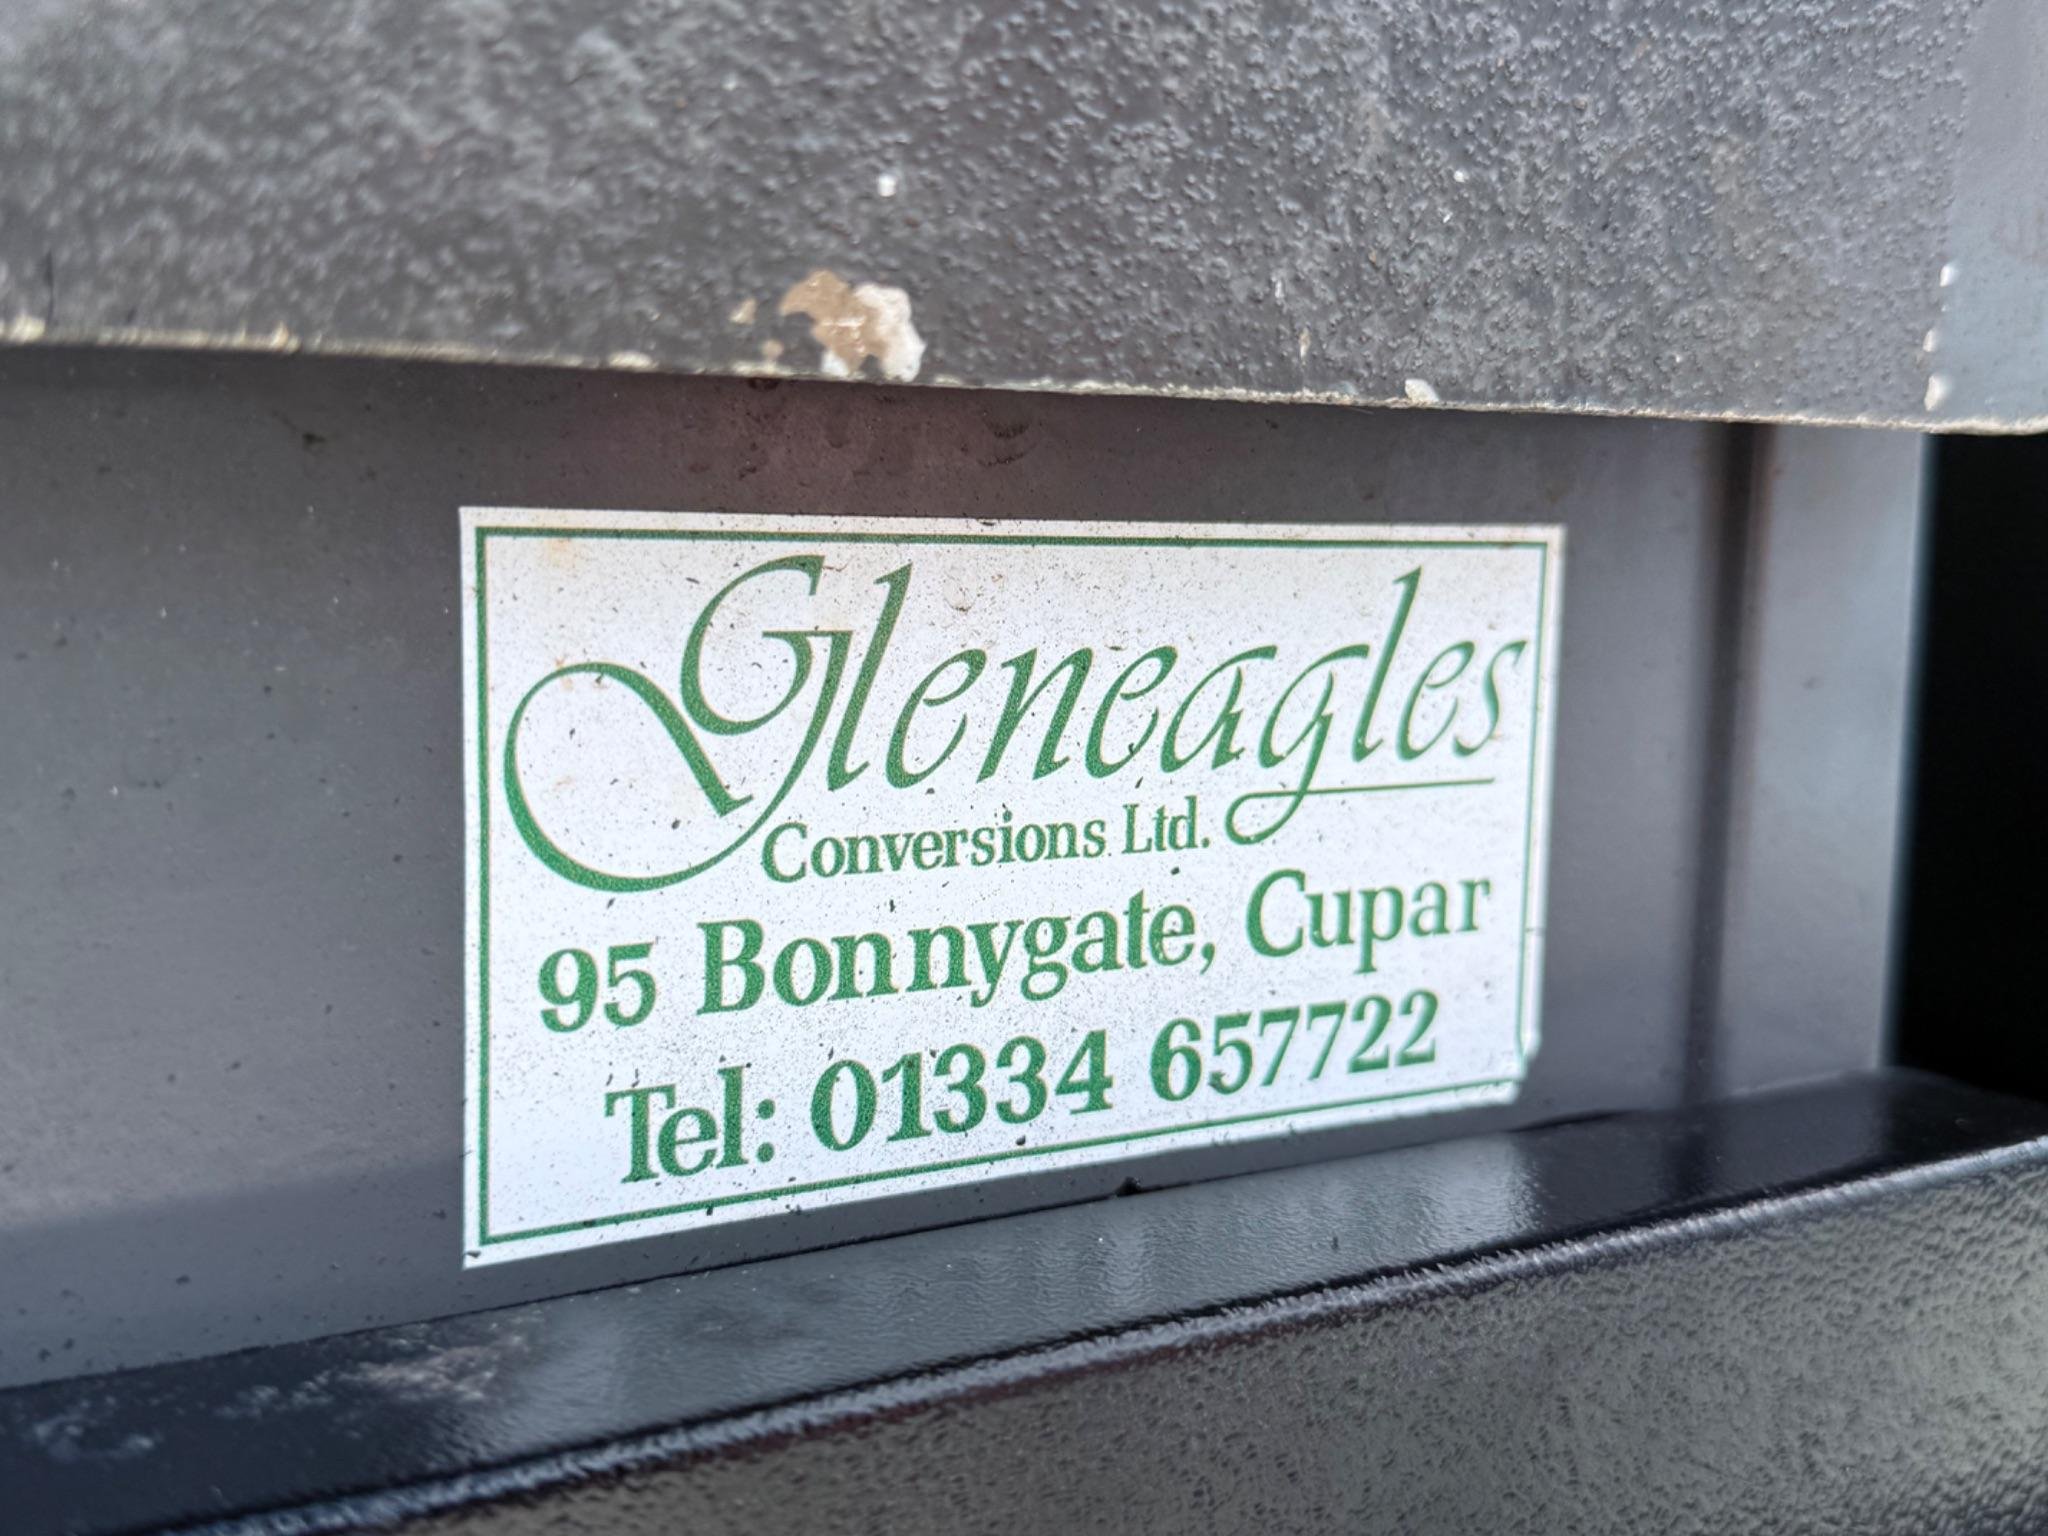 Gleneagles
Conversions Ltd.
95 Bonnygate, Cupar
Tel: 01334 657722